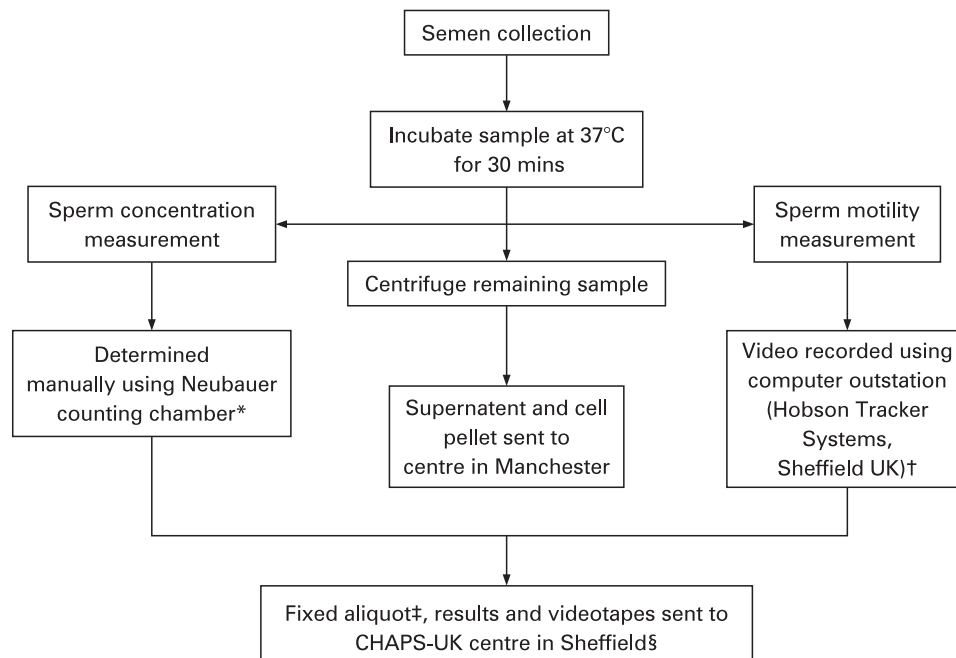 Semen collection
Incubate sample at 37°C
for 30 mins
Sperm concentration
measurement
Sperm motility
measurement
Centrifuge remaining sample
Determined
manually using Neubauer
counting chamber*
Supernatent and cell
pellet sent to
centre in Manchester
Video recorded using
computer outstation
(Hobson Tracker
Systems,
Sheffield UK)†
Fixed aliquot‡, results and videotapes sent to
CHAPS-UK centre in Sheffield§